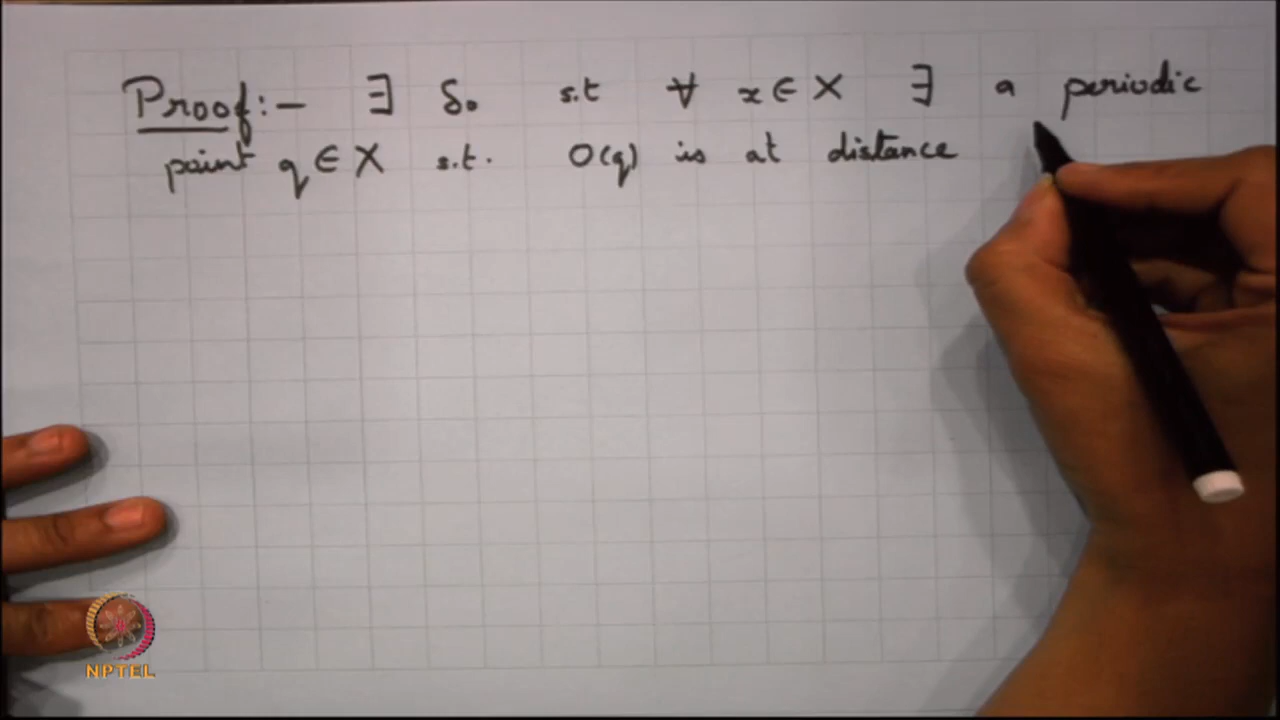 Proof:- ∃ δ₀ s.t ∀ x ∈ X ∃ a periodic
point q ∈ X s.t. O(q) is at distance
NPTEL